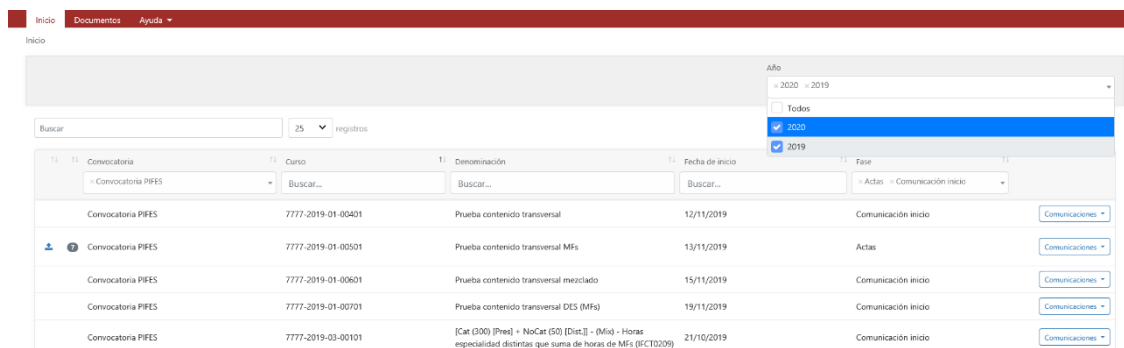 Inicio Documentos Ayuda
Inicio
Año
× 2020 × 2019
Todos
2020
2019
Buscar 25 registros
Convocatoria Curso Denominación Fecha de inicio Fase
× Convocatoria PIFES Buscar... Buscar... Buscar... × Actas × Comunicación inicio
Convocatoria PIFES 7777-2019-01-00401 Prueba contenido transversal 12/11/2019 Comunicación inicio Comunicaciones
7 Convocatoria PIFES 7777-2019-01-00501 Prueba contenido transversal MFs 13/11/2019 Actas Comunicaciones
Convocatoria PIFES 7777-2019-01-00601 Prueba contenido transversal mezclado 15/11/2019 Comunicación inicio Comunicaciones
Convocatoria PIFES 7777-2019-01-00701 Prueba contenido transversal DES (MFs) 19/11/2019 Comunicación inicio Comunicaciones
Convocatoria PIFES 7777-2019-03-00101 [Cat (300) [Pres] + NoCat (50) [Dist.]] - (Mix) - Horas especialidad distintas que suma de horas de MFs (IFCT0209) 21/10/2019 Comunicación inicio Comunicaciones